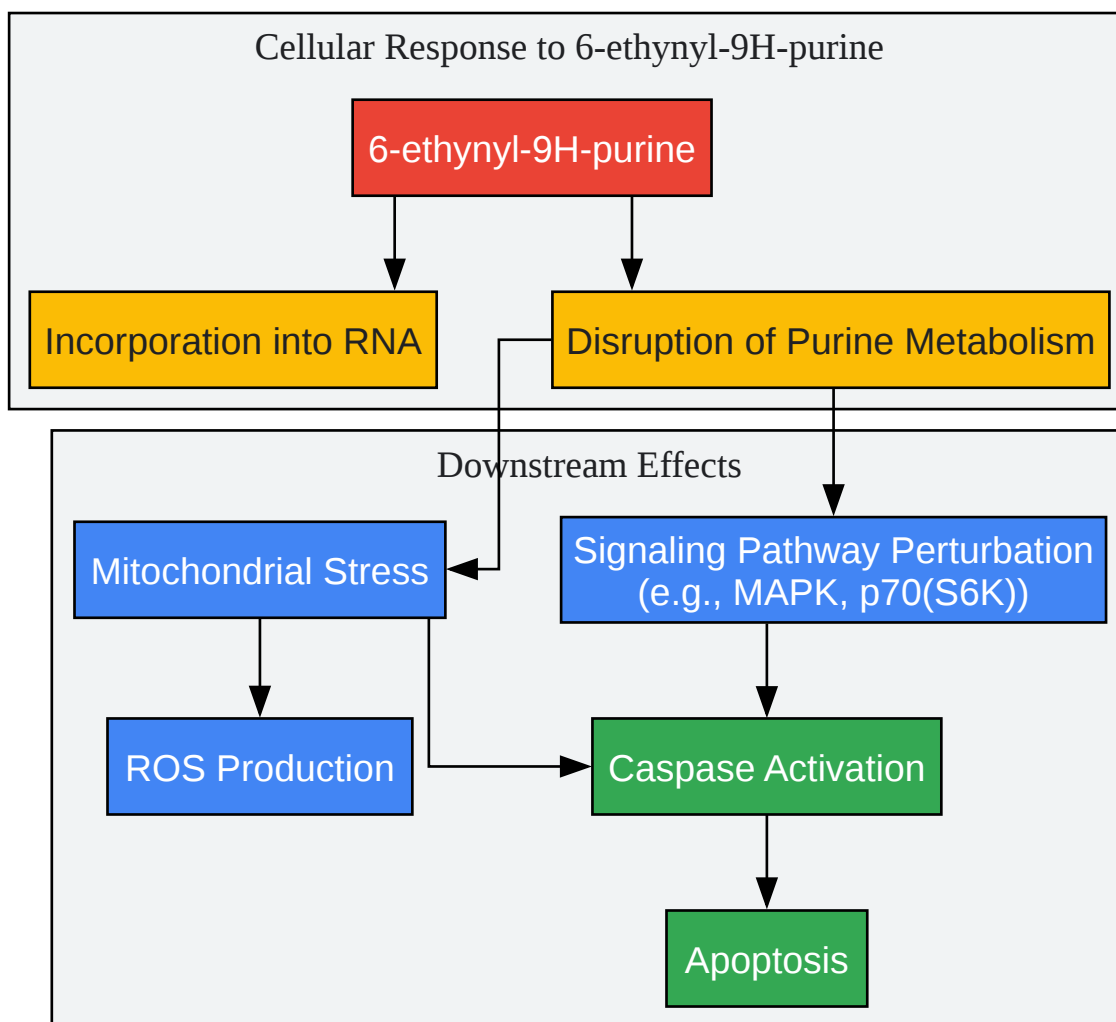 Cellular Response to 6-ethynyl-9H-purine
6-ethynyl-9H-purine
Incorporation into RNA
Disruption of Purine Metabolism
Downstream Effects
Mitochondrial Stress
Signaling Pathway Perturbation
(e.g., MAPK, p70(S6K))
ROS Production
Caspase Activation
Apoptosis